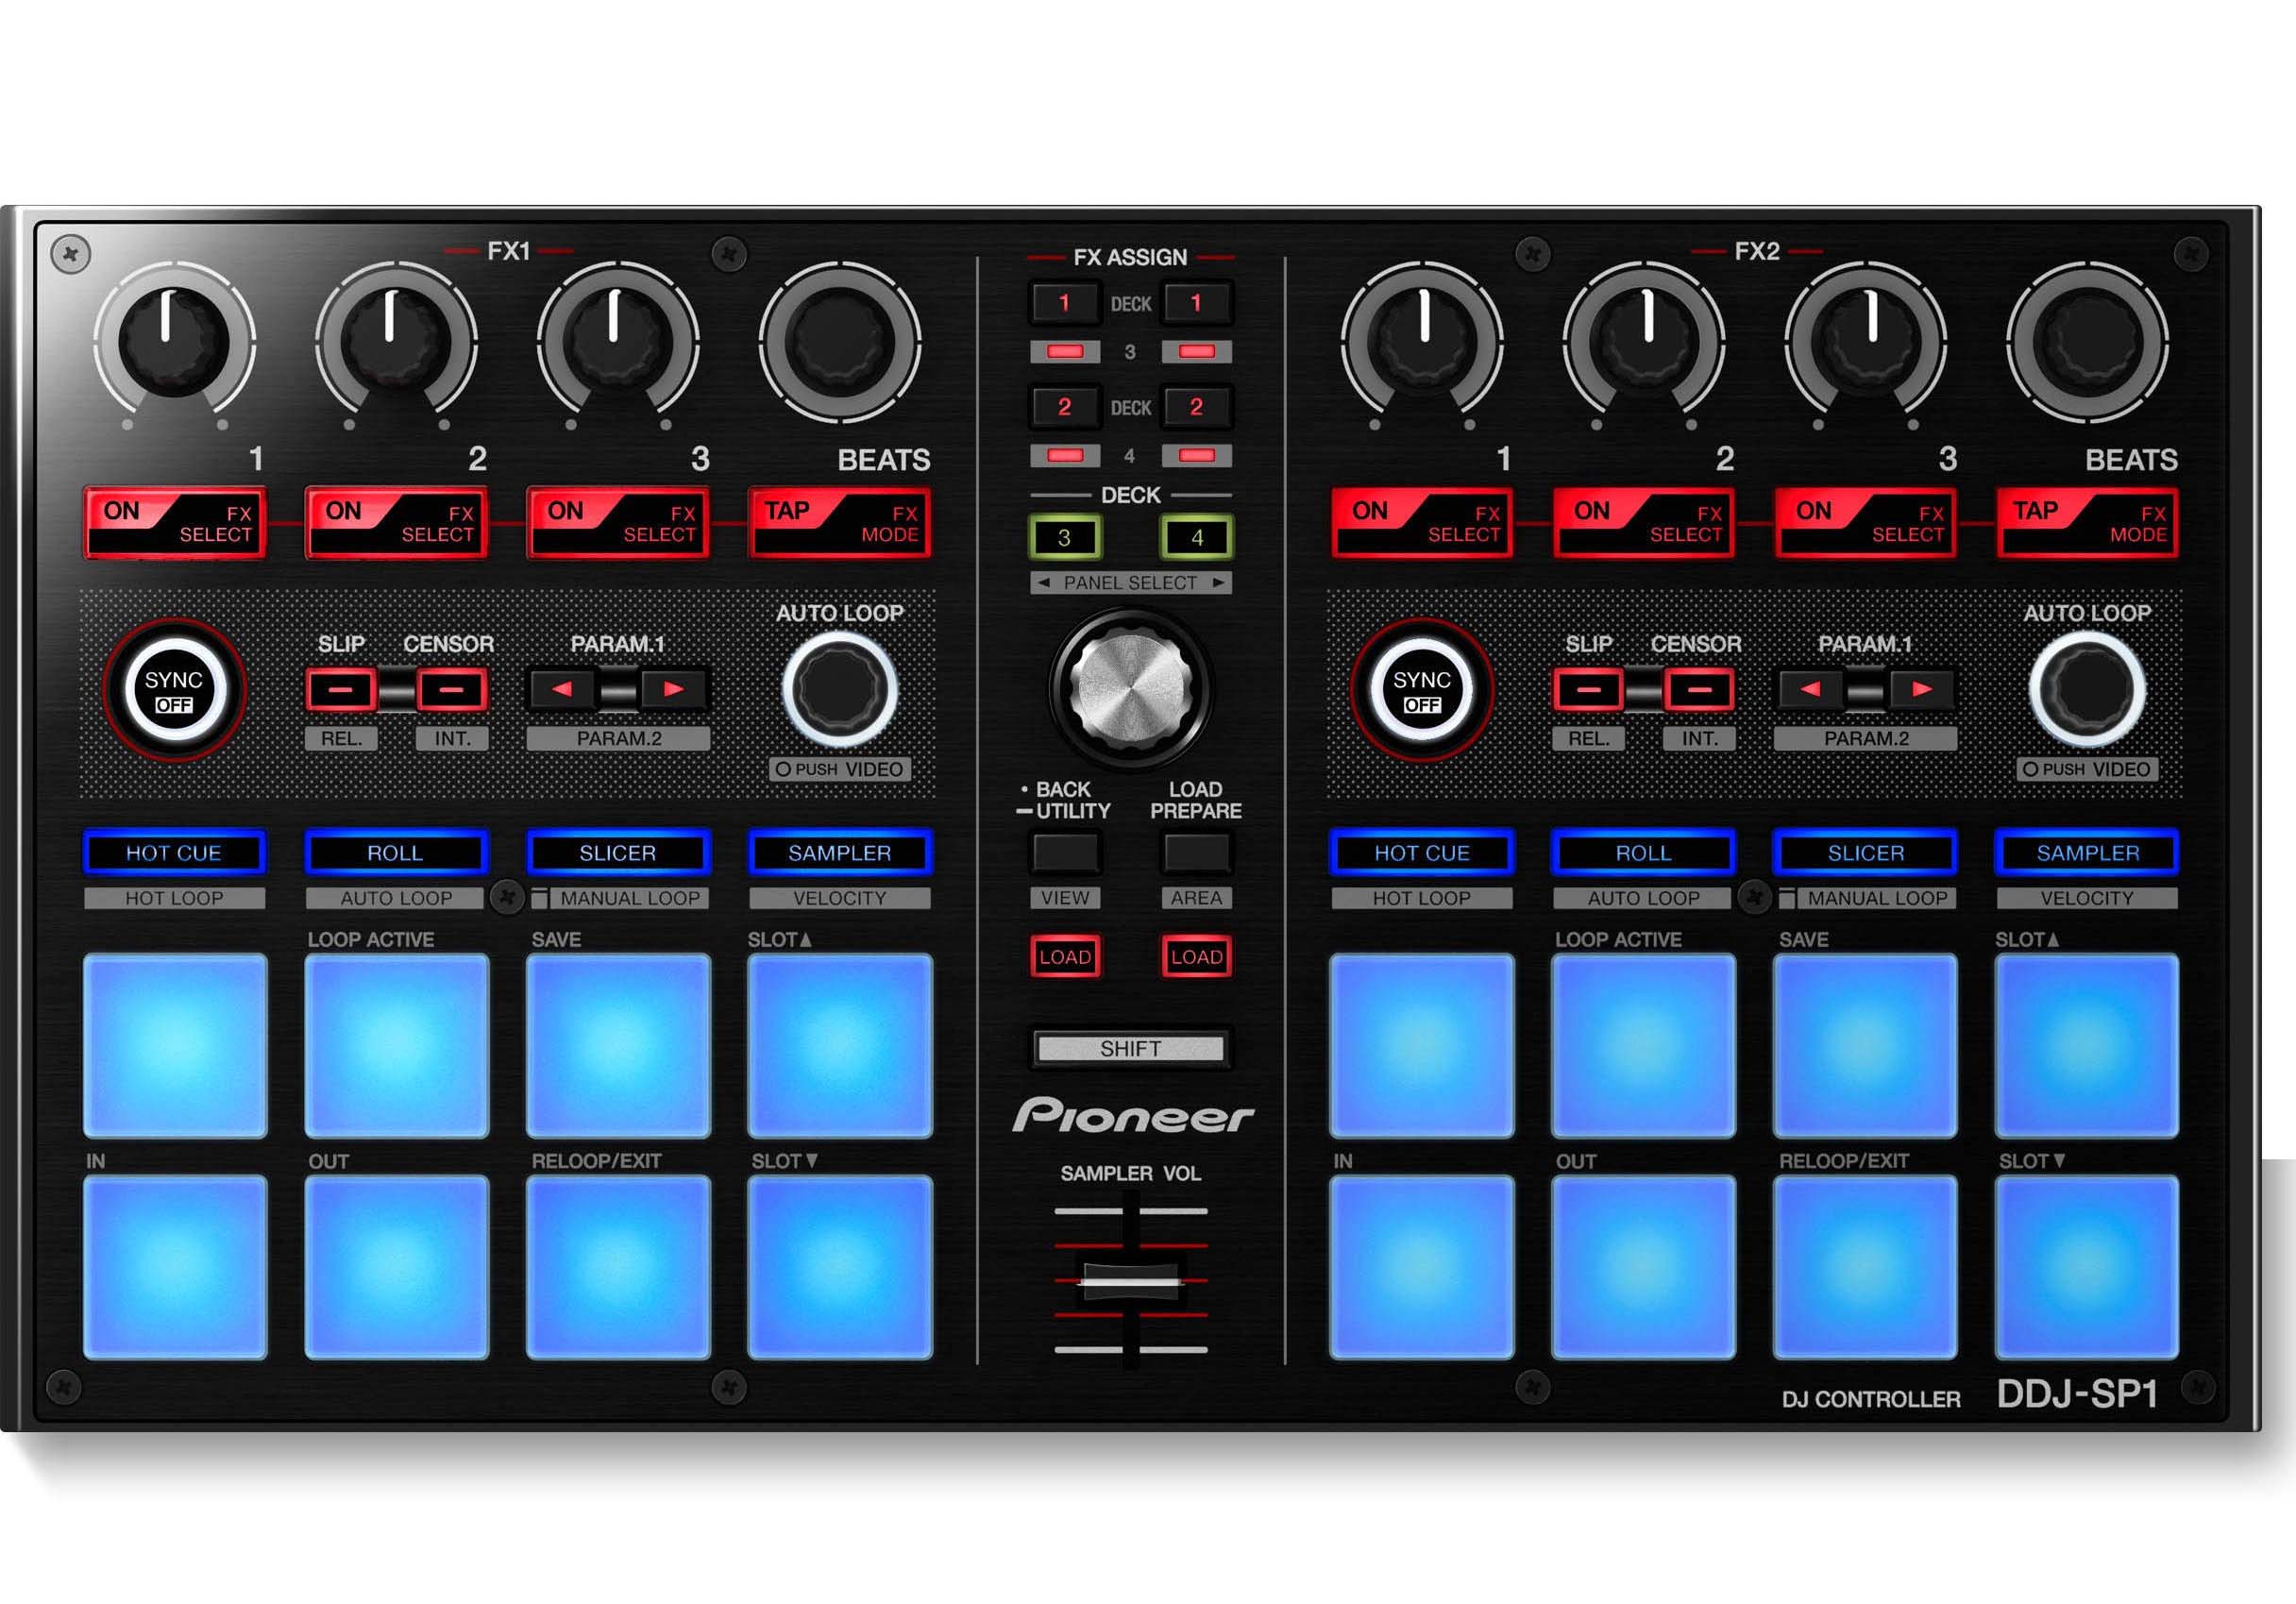 FX1
1
2
3
BEATS
ON FX SELECT
ON FX SELECT
ON FX SELECT
TAP FX MODE
SYNC
OFF
SLIP
CENSOR
REL.
INT.
PARAM.1
PARAM.2
AUTO LOOP
PUSH VIDEO
HOT CUE
ROLL
SLICER
SAMPLER
HOT LOOP
AUTO LOOP
MANUAL LOOP
VELOCITY
LOOP ACTIVE
SAVE
SLOT▲
IN
OUT
RELOOP/EXIT
SLOT▼
FX ASSIGN
1 DECK 1
3
2 DECK 2
4
DECK
3
4
◄ PANEL SELECT ►
• BACK
– UTILITY
LOAD
PREPARE
VIEW
AREA
LOAD
LOAD
SHIFT
Pioneer
SAMPLER VOL
FX2
1
2
3
BEATS
ON FX SELECT
ON FX SELECT
ON FX SELECT
TAP FX MODE
SYNC
OFF
SLIP
CENSOR
REL.
INT.
PARAM.1
PARAM.2
AUTO LOOP
PUSH VIDEO
HOT CUE
ROLL
SLICER
SAMPLER
HOT LOOP
AUTO LOOP
MANUAL LOOP
VELOCITY
LOOP ACTIVE
SAVE
SLOT▲
IN
OUT
RELOOP/EXIT
SLOT▼
DJ CONTROLLER
DDJ-SP1